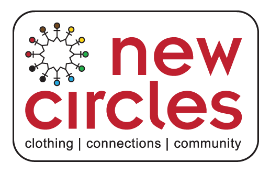 new
circles
clothing | connections | community